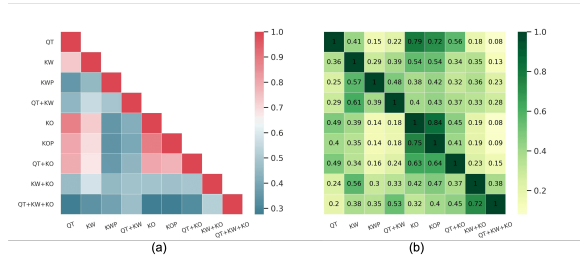 QT
KW
KWP
QT+KW
KO
KOP
QT+KO
KW+KO
QT+KW+KO
QT KW KWP QT+KW KO KOP QT+KO KW+KO QT+KW+KO
1.0
0.9
0.8
0.7
0.6
0.5
0.4
0.3
(a)
1 0.41 0.15 0.22 0.79 0.72 0.56 0.18 0.08
0.36 1 0.29 0.39 0.54 0.54 0.34 0.35 0.13
0.25 0.57 1 0.48 0.38 0.42 0.32 0.36 0.23
0.29 0.61 0.39 1 0.4 0.43 0.37 0.33 0.28
0.49 0.39 0.14 0.18 1 0.84 0.45 0.19 0.08
0.4 0.35 0.14 0.18 0.75 1 0.41 0.19 0.09
0.49 0.34 0.16 0.24 0.63 0.64 1 0.23 0.15
0.24 0.56 0.3 0.33 0.42 0.47 0.37 1 0.38
0.2 0.38 0.35 0.53 0.32 0.4 0.45 0.72 1
QT KW KWP QT+KW KO KOP QT+KO KW+KO QT+KW+KO
1.0
0.8
0.6
0.4
0.2
(b)